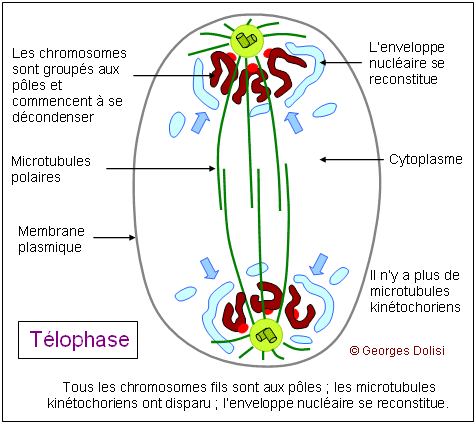 Les chromosomes
sont groupés aux
pôles et
commencent à se
décondenser
L'enveloppe
nucléaire se
reconstitue
Microtubules
polaires
Cytoplasme
Membrane
plasmique
Il n'y a plus de
microtubules
kinétochoriens
Télophase
© Georges Dolisi
Tous les chromosomes fils sont aux pôles ; les microtubules
kinétochoriens ont disparu ; l'enveloppe nucléaire se reconstitue.